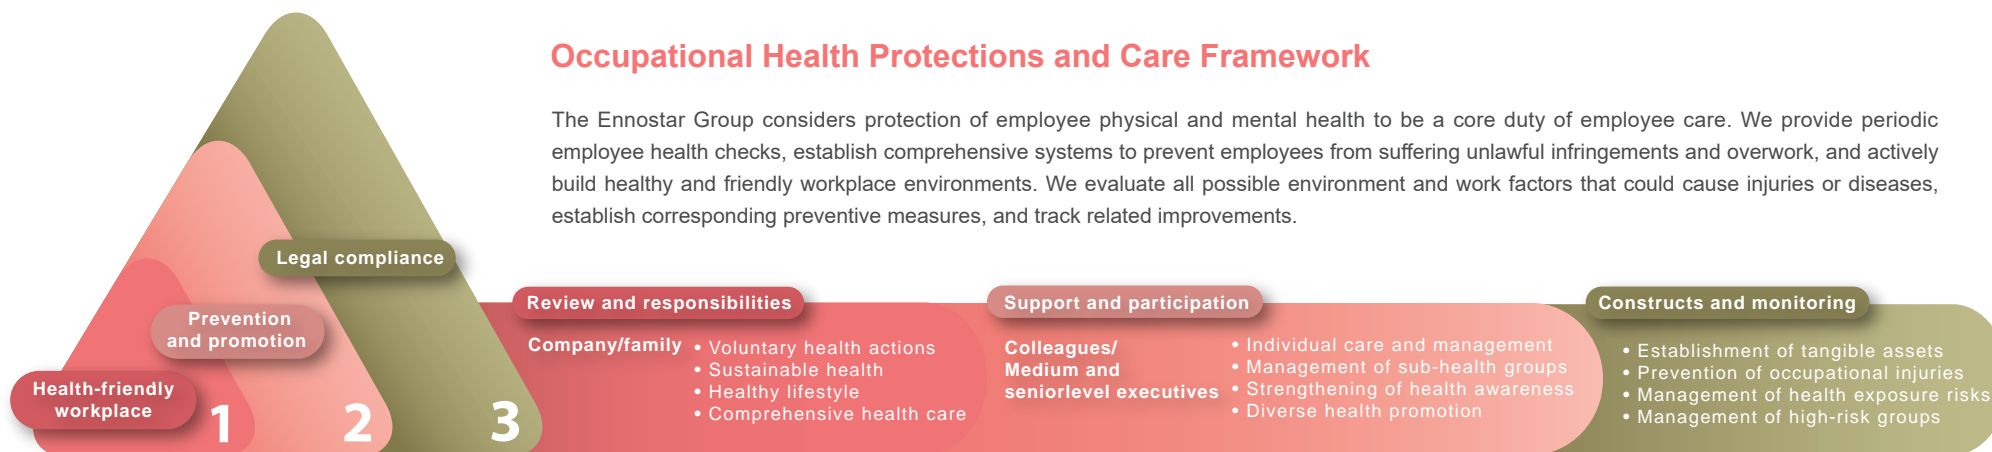 Occupational Health Protections and Care Framework
The Ennostar Group considers protection of employee physical and mental health to be a core duty of employee care. We provide periodic
employee health checks, establish comprehensive systems to prevent employees from suffering unlawful infringements and overwork, and actively
build healthy and friendly workplace environments. We evaluate all possible environment and work factors that could cause injuries or diseases,
establish corresponding preventive measures, and track related improvements.
Legal compliance
Prevention
and promotion
Health-friendly
workplace
1
2
3
Review and responsibilities
Company/family
• Voluntary health actions
• Sustainable health
• Healthy lifestyle
• Comprehensive health care
Support and participation
Colleagues/
Medium and
seniorlevel executives
• Individual care and management
• Management of sub-health groups
• Strengthening of health awareness
• Diverse health promotion
Constructs and monitoring
• Establishment of tangible assets
• Prevention of occupational injuries
• Management of health exposure risks
• Management of high-risk groups